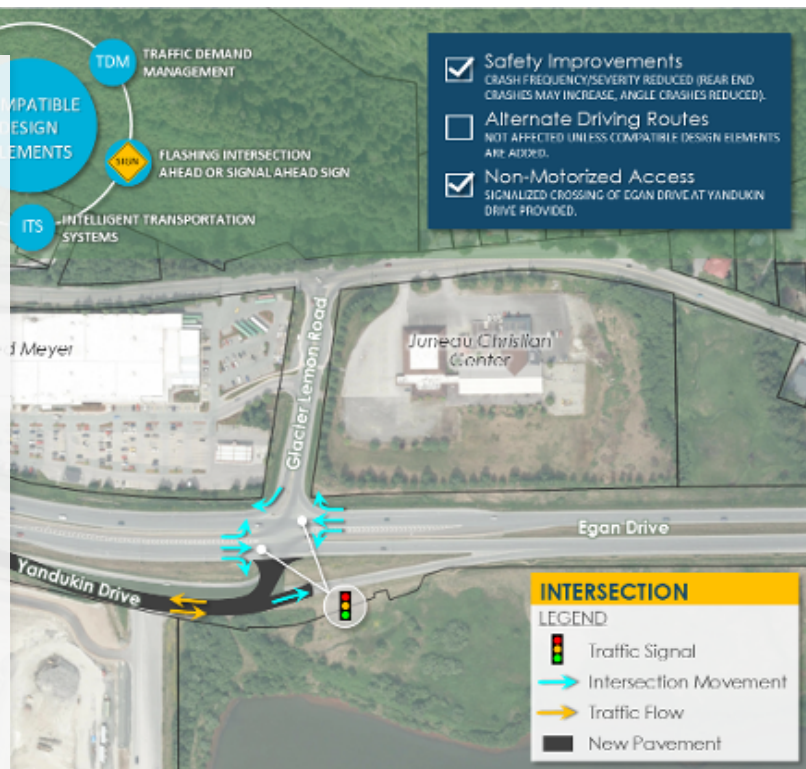 TDM
TRAFFIC DEMAND
MANAGEMENT
MPATIBLE
DESIGN
LEMENTS
SIGN
FLASHING INTERSECTION
AHEAD OR SIGNAL AHEAD SIGN
ITS
INTELLIGENT TRANSPORTATION
SYSTEMS
Safety Improvements
CRASH FREQUENCY/SEVERITY REDUCED (REAR END
CRASHES MAY INCREASE, ANGLE CRASHES REDUCED).
Alternate Driving Routes
NOT AFFECTED UNLESS COMPATIBLE DESIGN ELEMENTS
ARE ADDED.
Non-Motorized Access
SIGNALIZED CROSSING OF EGAN DRIVE AT YANDUKIN
DRIVE PROVIDED.
d Meyer
Glacier Lemon Road
Juneau Christian
Center
Egan Drive
Yandukin Drive
INTERSECTION
LEGEND
Traffic Signal
Intersection Movement
Traffic Flow
New Pavement